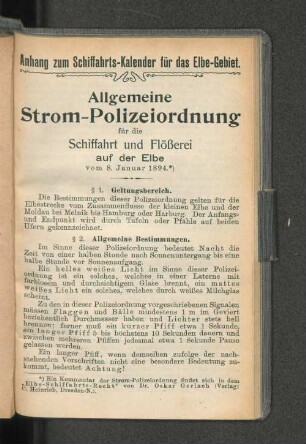 Anhang zum Schiffahrts-Kalender für das Elbe-Gebiet.
Allgemeine
Strom-Polizeiordnung
für die
Schiffahrt und Flößerei
auf der Elbe
vom 8. Januar 1894.*)
§ 1. Geltungsbereich.
Die Bestimmungen dieser Polizeiordnung gelten für die
Elbestrecke vom Zusammenflusse der kleinen Elbe und der
Moldau bei Melnik bis Hamburg oder Harburg. Der Anfangs-
und Endpunkt wird durch Tafeln oder Pfähle auf beiden
Ufern gekennzeichnet.
§ 2. Allgemeine Bestimmungen.
Im Sinne dieser Polizeiordnung bedeutet Nacht die
Zeit von einer halben Stunde nach Sonnenuntergang bis eine
halbe Stunde vor Sonnenaufgang.
Ein helles weißes Licht im Sinne dieser Polizei-
ordnung ist ein solches, welches in einer Laterne mit
farblosem und durchsichtigem Glase brennt, ein mattes
weißes Licht ein solches, welches durch weißes Milchglas
scheint.
Zu den in dieser Polizeiordnung vorgeschriebenen Signalen
müssen Flaggen und Bälle mindestens 1 m im Geviert
beziehentlich Durchmesser haben und Lichter stets hell
brennen; ferner muß ein kurzer Pfiff etwa 1 Sekunde,
ein langer Pfiff bis höchstens 10 Sekunden dauern und
zwischen mehreren Pfiffen jedesmal etwa 1 Sekunde Pause
gelassen werden.
Ein langer Pfiff, wenn demselben zufolge der nach-
stehenden Vorschriften nicht eine besondere Bedeutung zu-
kommt, bedeutet Achtung!
*) Ein Kommentar der Strom-Polizeiordnung findet sich in dem
„Elbe-Schiffahrts-Recht“ von Dr. Oskar Gerlach (Verlag:
C. Heinrich, Dresden-N.).